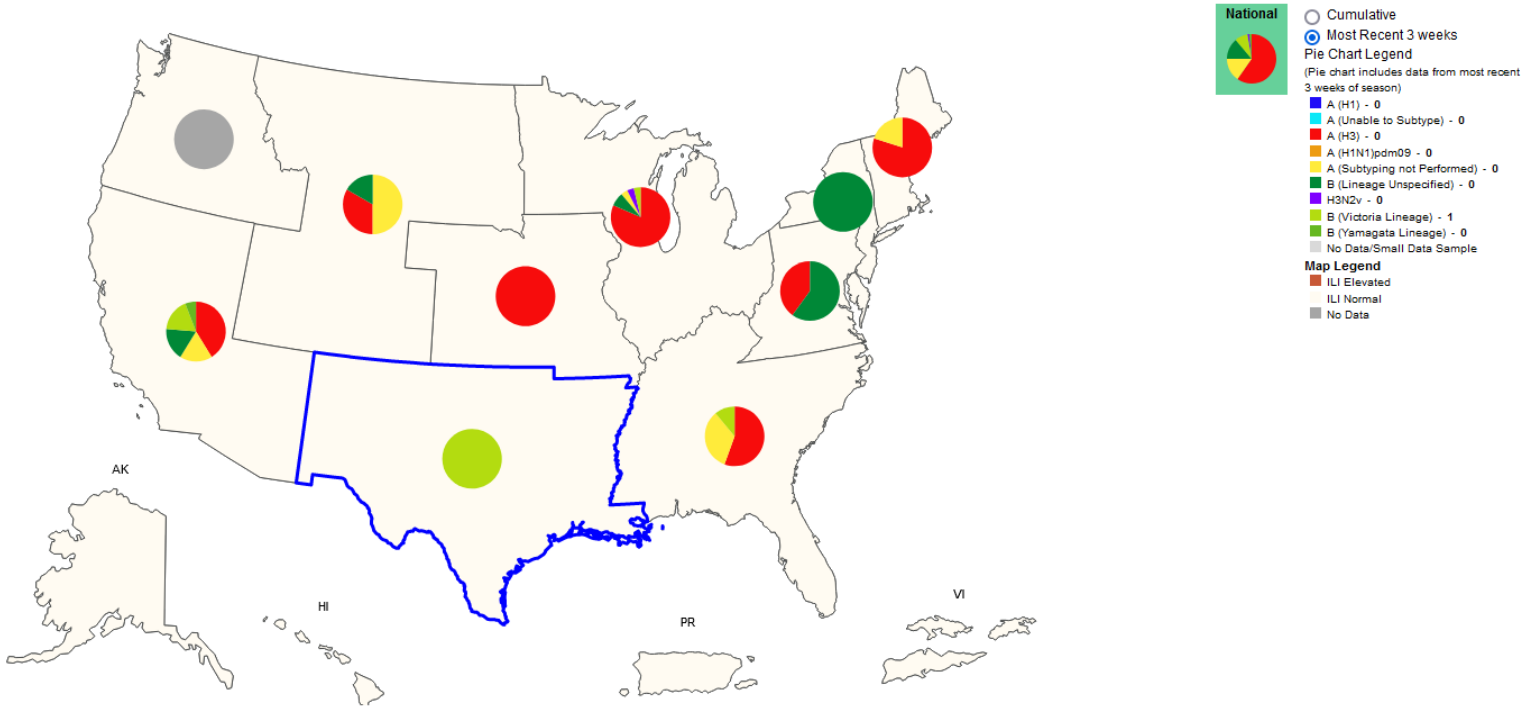 National
Cumulative
Most Recent 3 weeks
Pie Chart Legend
(Pie chart includes data from most recent
3 weeks of season)
A (H1) - 0
A (Unable to Subtype) - 0
A (H3) - 0
A (H1N1)pdm09 - 0
A (Subtyping not Performed) - 0
B (Lineage Unspecified) - 0
H3N2v - 0
B (Victoria Lineage) - 1
B (Yamagata Lineage) - 0
No Data/Small Data Sample
Map Legend
ILI Elevated
ILI Normal
No Data
AK
HI
PR
VI